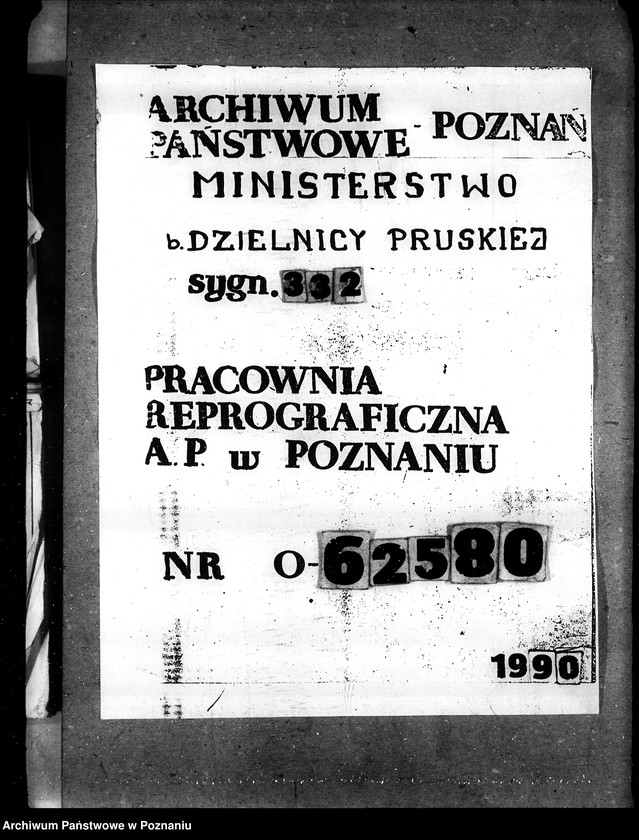 ARCHIWUM
PAŃSTWOWE - POZNAŃ
MINISTERSTWO
b. DZIELNICY PRUSKIEJ
sygn. 332
PRACOWNIA
REPROGRAFICZNA
A.P. w POZNANIU
NR O-62580
1990
Archiwum Państwowe w Poznaniu